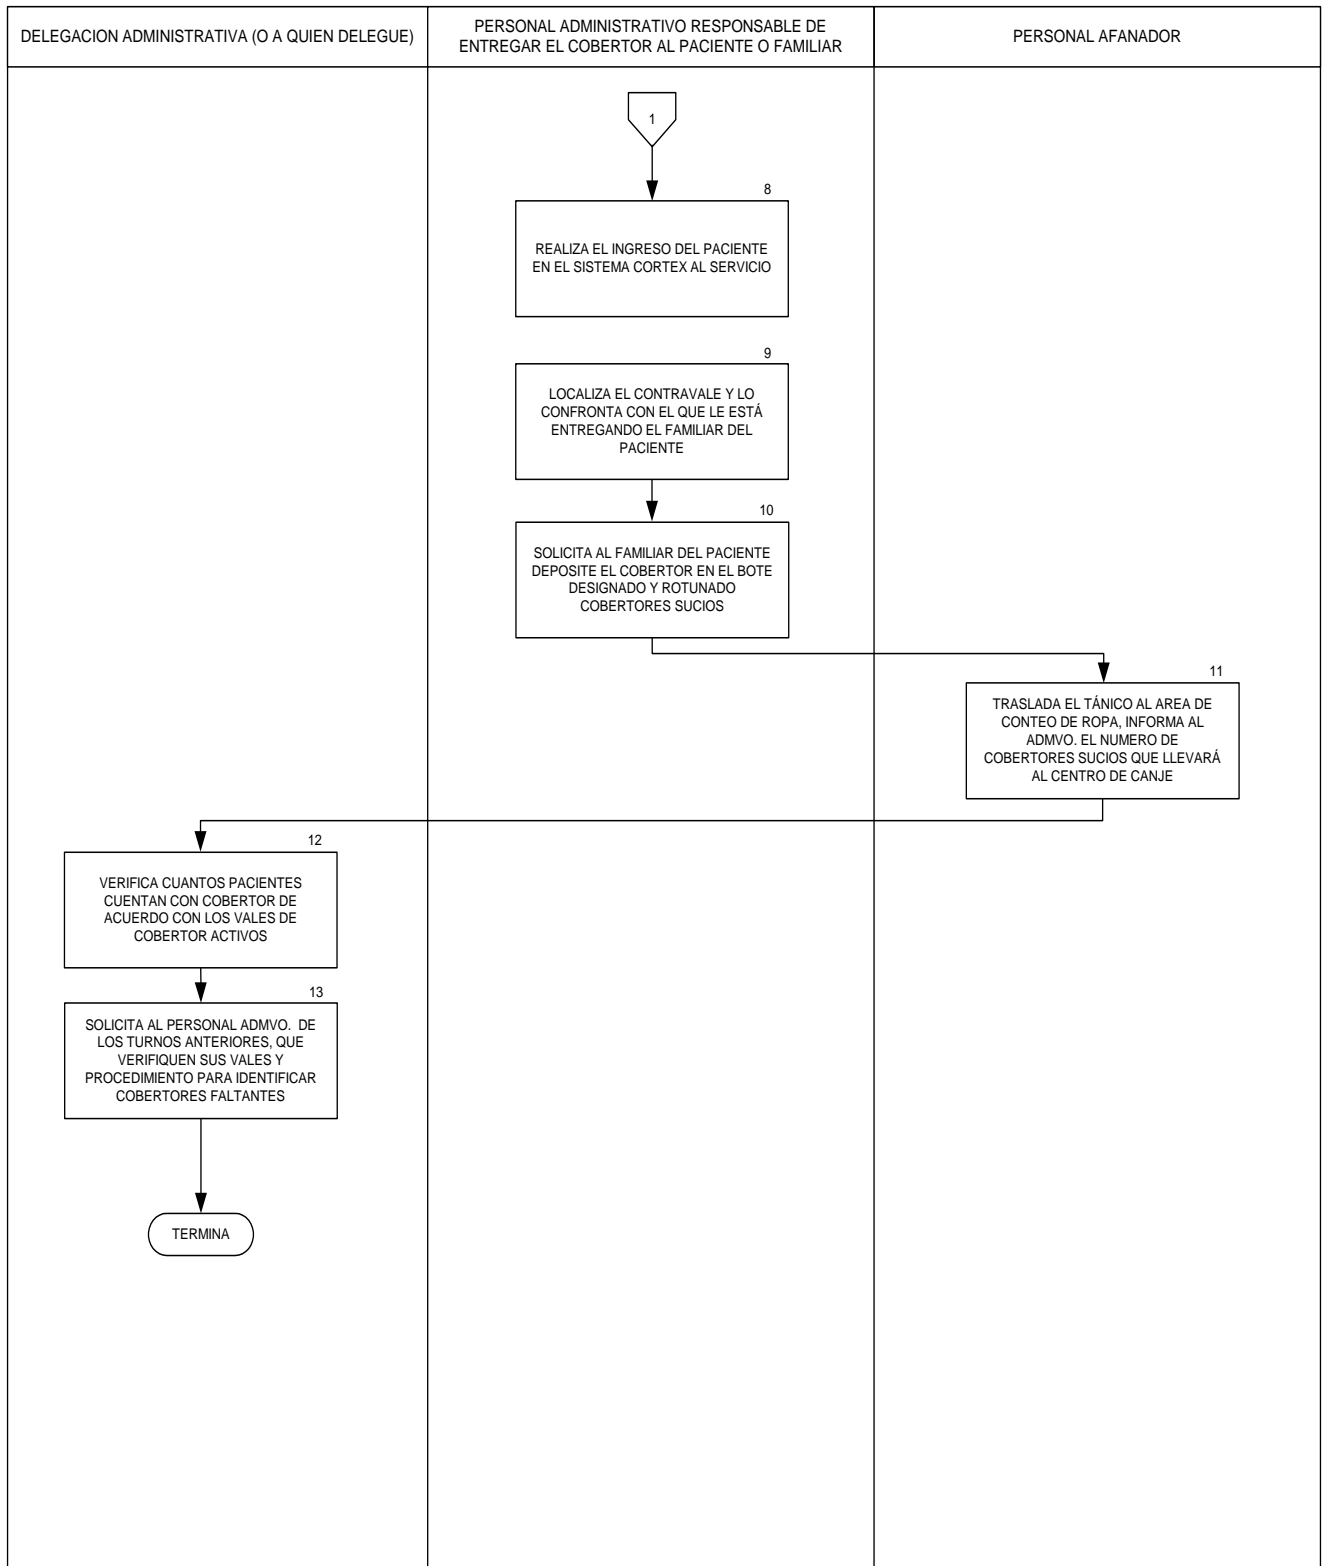 DELEGACION ADMINISTRATIVA (O A QUIEN DELEGUE)
PERSONAL ADMINISTRATIVO RESPONSABLE DE
ENTREGAR EL COBERTOR AL PACIENTE O FAMILIAR
PERSONAL AFANADOR
1
8
REALIZA EL INGRESO DEL PACIENTE
EN EL SISTEMA CORTEX AL SERVICIO
9
LOCALIZA EL CONTRAVALE Y LO
CONFRONTA CON EL QUE LE ESTÁ
ENTREGANDO EL FAMILIAR DEL
PACIENTE
10
SOLICITA AL FAMILIAR DEL PACIENTE
DEPOSITE EL COBERTOR EN EL BOTE
DESIGNADO Y ROTUNADO
COBERTORES SUCIOS
11
TRASLADA EL TÁNICO AL AREA DE
CONTEO DE ROPA, INFORMA AL
ADMVO. EL NUMERO DE
COBERTORES SUCIOS QUE LLEVARÁ
AL CENTRO DE CANJE
12
VERIFICA CUANTOS PACIENTES
CUENTAN CON COBERTOR DE
ACUERDO CON LOS VALES DE
COBERTOR ACTIVOS
13
SOLICITA AL PERSONAL ADMVO. DE
LOS TURNOS ANTERIORES, QUE
VERIFIQUEN SUS VALES Y
PROCEDIMIENTO PARA IDENTIFICAR
COBERTORES FALTANTES
TERMINA